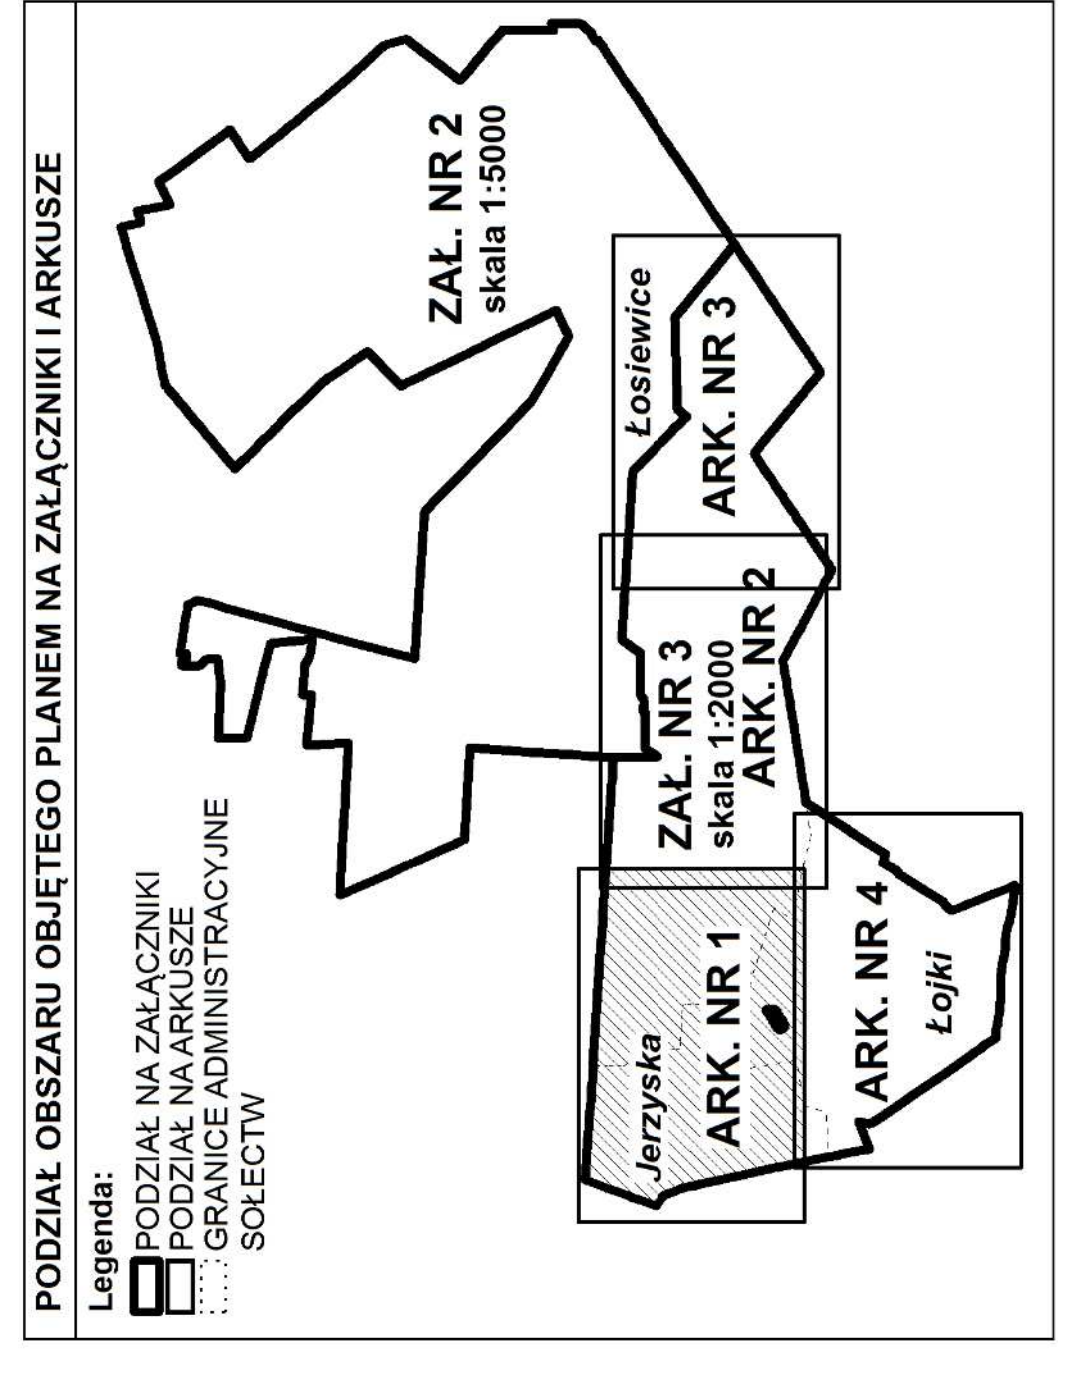 PODZIAŁ OBSZARU OBJĘTEGO PLANEM NA ZAŁĄCZNIKI I ARKUSZE
Legenda:
PODZIAŁ NA ZAŁĄCZNIKI
PODZIAŁ NA ARKUSZE
GRANICE ADMINISTRACYJNE
SOŁECTW
ZAŁ. NR 2
skala 1:5000
Łosiewice
ARK. NR 3
ZAŁ. NR 3
skala 1:2000
ARK. NR 2
Jerzyska
ARK. NR 1
ARK. NR 4
Łojki